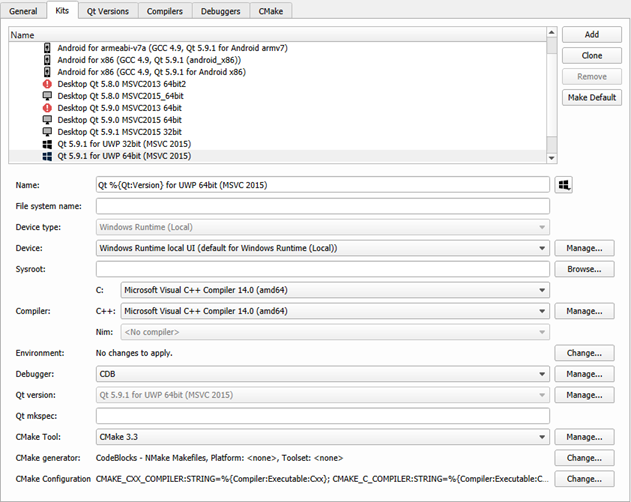 General Kits Qt Versions Compilers Debuggers CMake
Name
Android for armeabi-v7a (GCC 4.9, Qt 5.9.1 for Android armv7)
Android for x86 (GCC 4.9, Qt 5.9.1 (android_x86))
Android for x86 (GCC 4.9, Qt 5.9.1 for Android x86)
Desktop Qt 5.8.0 MSVC2013 64bit2
Desktop Qt 5.8.0 MSVC2015_64bit
Desktop Qt 5.9.0 MSVC2013 64bit
Desktop Qt 5.9.0 MSVC2015 64bit
Desktop Qt 5.9.1 MSVC2015 32bit
Qt 5.9.1 for UWP 32bit (MSVC 2015)
Qt 5.9.1 for UWP 64bit (MSVC 2015)
Add
Clone
Remove
Make Default
Name: Qt %{Qt:Version} for UWP 64bit (MSVC 2015)
File system name:
Device type: Windows Runtime (Local)
Device: Windows Runtime local UI (default for Windows Runtime (Local)) Manage...
Sysroot: Browse...
C: Microsoft Visual C++ Compiler 14.0 (amd64)
Compiler: C++: Microsoft Visual C++ Compiler 14.0 (amd64) Manage...
Nim: <No compiler>
Environment: No changes to apply. Change...
Debugger: CDB Manage...
Qt version: Qt 5.9.1 for UWP 64bit (MSVC 2015) Manage...
Qt mkspec:
CMake Tool: CMake 3.3 Manage...
CMake generator: CodeBlocks - NMake Makefiles, Platform: <none>, Toolset: <none> Change...
CMake Configuration CMAKE_CXX_COMPILER:STRING=%{Compiler:Executable:Cxx}; CMAKE_C_COMPILER:STRING=%{Compiler:Executable:C... Change...